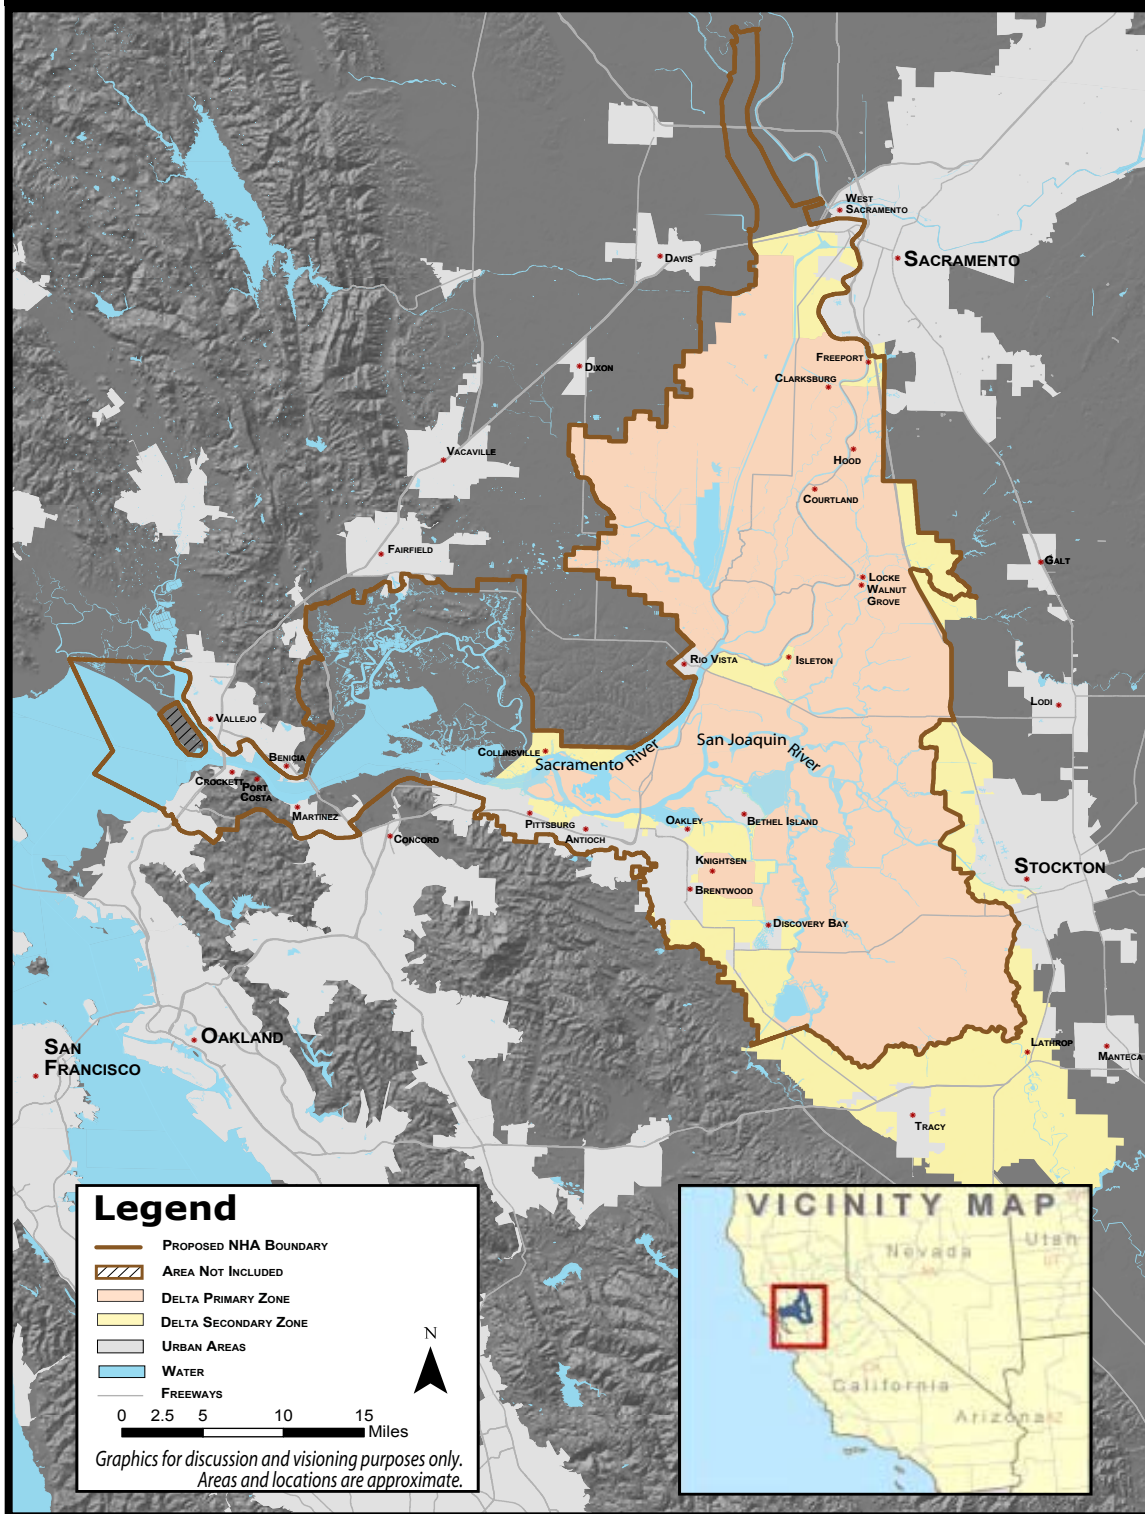 West
Sacramento
Sacramento
Davis
Freeport
Clarksburg
Dixon
Hood
Vacaville
Courtland
Fairfield
Galt
Locke
Walnut
Grove
Rio Vista
Isleton
Lodi
Vallejo
San Joaquin River
Collinsville
Sacramento River
Benicia
Crockett
Port
Costa
Martinez
Concord
Pittsburg
Antioch
Oakley
Bethel Island
Knightsen
Brentwood
Stockton
Discovery Bay
Oakland
San
Francisco
Lathrop
Manteca
Tracy
Legend
Proposed NHA Boundary
Area Not Included
Delta Primary Zone
Delta Secondary Zone
Urban Areas
Water
Freeways
N
0 2.5 5 10 15
Miles
Graphics for discussion and visioning purposes only.
Areas and locations are approximate.
VICINITY MAP
Nevada
Utah
California
Arizona